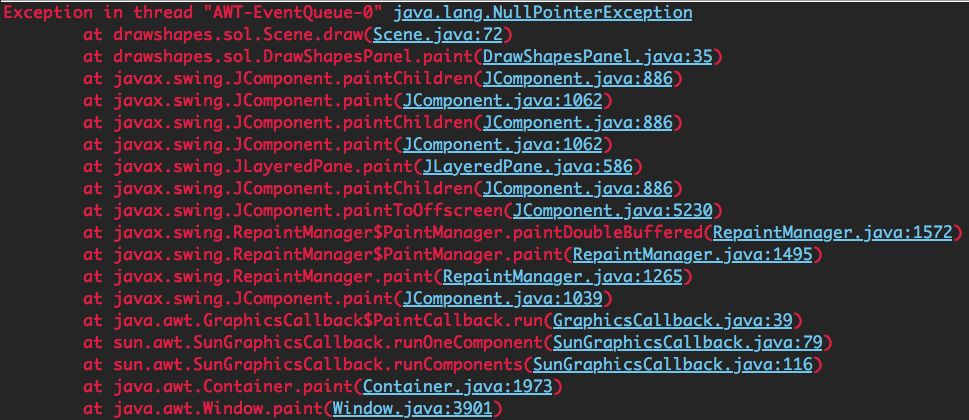 Exception in thread "AWT-EventQueue-0" java.lang.NullPointerException
at drawshapes.sol.Scene.draw(Scene.java:72)
at drawshapes.sol.DrawShapesPanel.paint(DrawShapesPanel.java:35)
at javax.swing.JComponent.paintChildren(JComponent.java:886)
at javax.swing.JComponent.paint(JComponent.java:1062)
at javax.swing.JComponent.paintChildren(JComponent.java:886)
at javax.swing.JComponent.paint(JComponent.java:1062)
at javax.swing.JLayeredPane.paint(JLayeredPane.java:586)
at javax.swing.JComponent.paintChildren(JComponent.java:886)
at javax.swing.JComponent.paintToOffscreen(JComponent.java:5230)
at javax.swing.RepaintManager$PaintManager.paintDoubleBuffered(RepaintManager.java:1572)
at javax.swing.RepaintManager$PaintManager.paint(RepaintManager.java:1495)
at javax.swing.RepaintManager.paint(RepaintManager.java:1265)
at javax.swing.JComponent.paint(JComponent.java:1039)
at java.awt.GraphicsCallback$PaintCallback.run(GraphicsCallback.java:39)
at sun.awt.SunGraphicsCallback.runOneComponent(SunGraphicsCallback.java:79)
at sun.awt.SunGraphicsCallback.runComponents(SunGraphicsCallback.java:116)
at java.awt.Container.paint(Container.java:1973)
at java.awt.Window.paint(Window.java:3901)